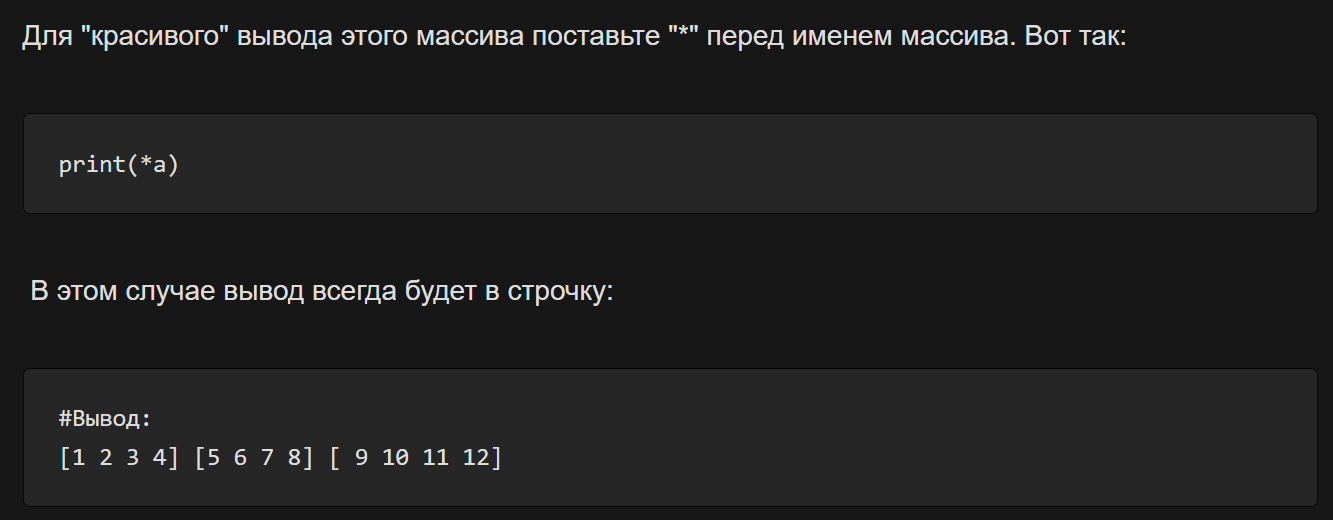 Для "красивого" вывода этого массива поставьте "*" перед именем массива. Вот так:
print(*a)
В этом случае вывод всегда будет в строчку:
#Вывод:
[1 2 3 4] [5 6 7 8] [ 9 10 11 12]